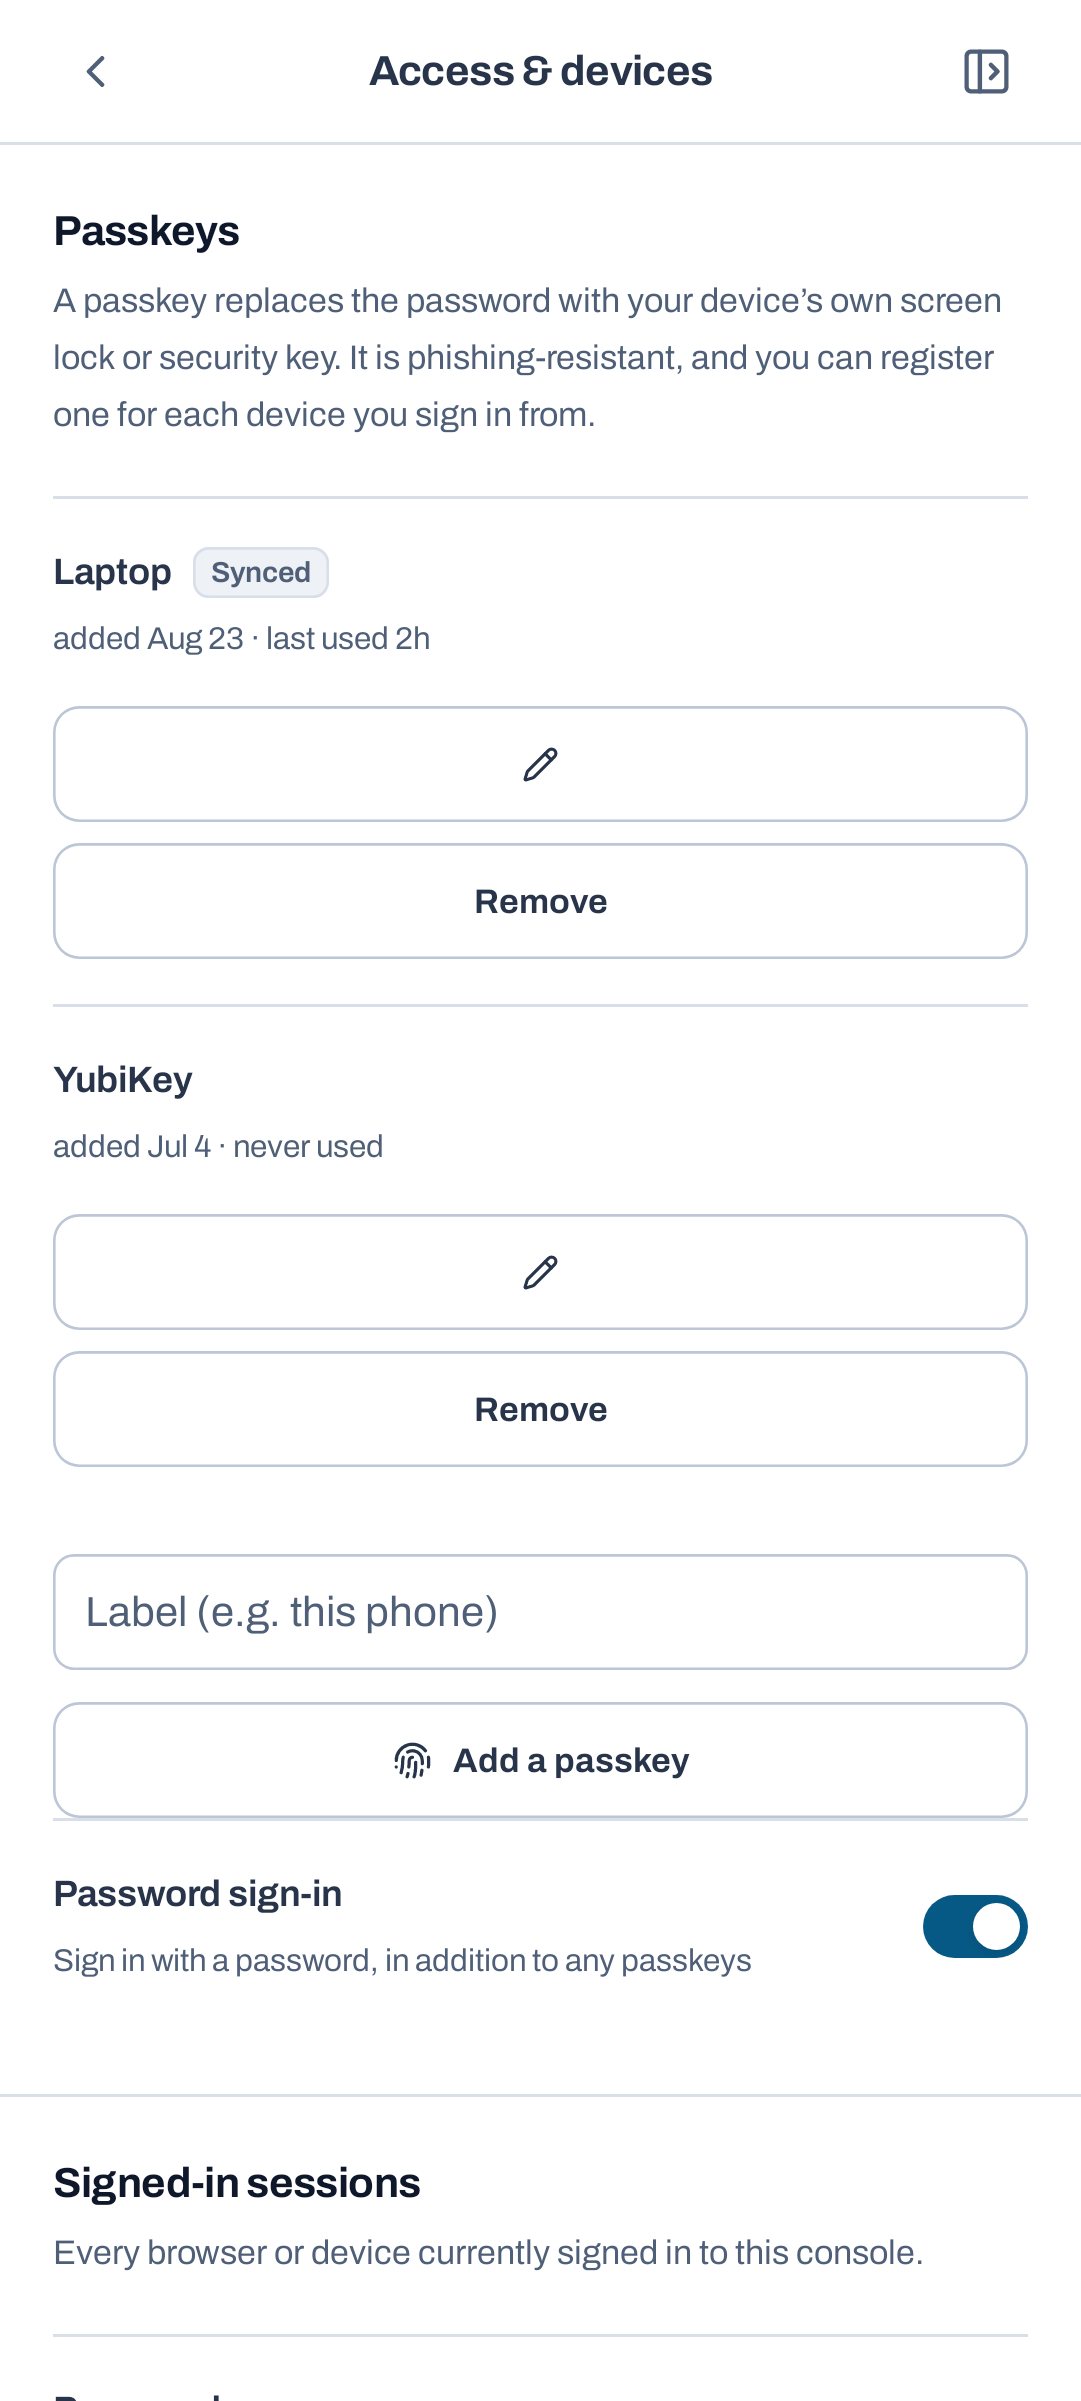 Access & devices
Passkeys
A passkey replaces the password with your device’s own screen
lock or security key. It is phishing-resistant, and you can register
one for each device you sign in from.
Laptop Synced
added Aug 23 · last used 2h
Remove
YubiKey
added Jul 4 · never used
Remove
Label (e.g. this phone)
Add a passkey
Password sign-in
Sign in with a password, in addition to any passkeys
Signed-in sessions
Every browser or device currently signed in to this console.